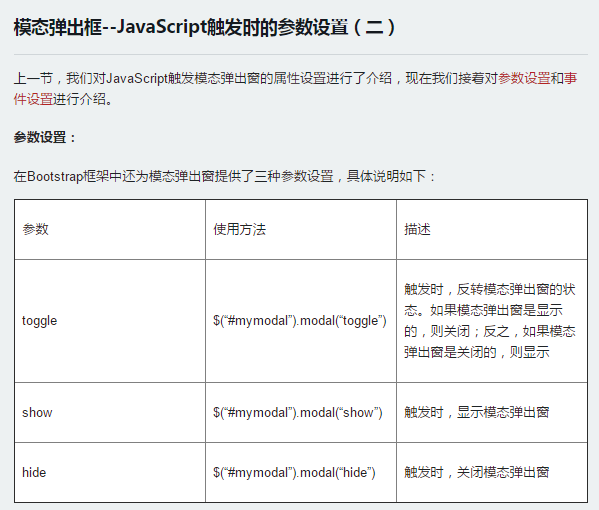 模态弹出框--JavaScript触发时的参数设置（二）
上一节，我们对JavaScript触发模态弹出窗的属性设置进行了介绍，现在我们接着对参数设置和事
件设置进行介绍。
参数设置：
在Bootstrap框架中还为模态弹出窗提供了三种参数设置，具体说明如下：
参数
使用方法
描述
toggle
$(“#mymodal”).modal(“toggle”)
触发时，反转模态弹出窗的状
态。如果模态弹出窗是显示
的，则关闭；反之，如果模态
弹出窗是关闭的，则显示
show
$(“#mymodal”).modal(“show”)
触发时，显示模态弹出窗
hide
$(“#mymodal”).modal(“hide”)
触发时，关闭模态弹出窗